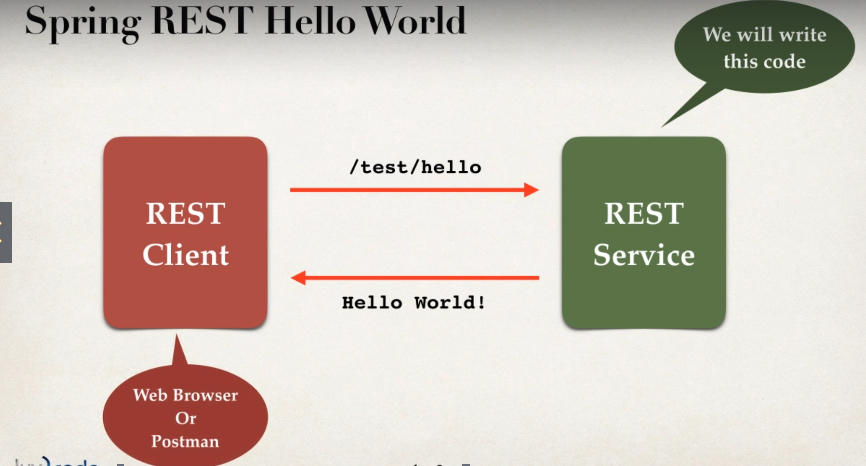 Spring REST Hello World
We will write
this code
/test/hello
REST
Client
REST
Service
Hello World!
Web Browser
Or
Postman